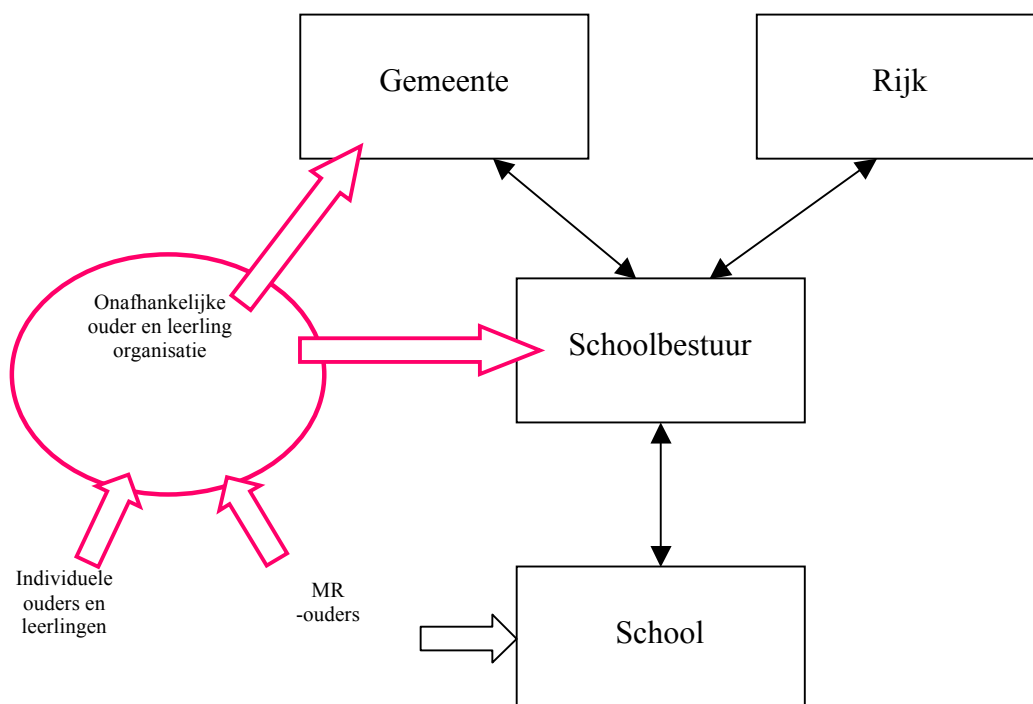 Gemeente
Rijk
Onafhankelijke
ouder en leerling
organisatie
Schoolbestuur
Individuele
ouders en
leerlingen
MR
-ouders
School